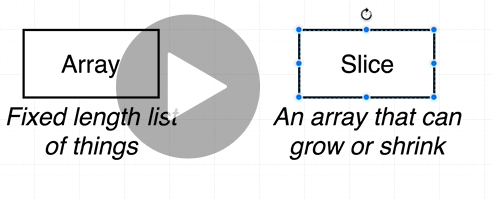 Array
Fixed length list
of things
Slice
An array that can
grow or shrink